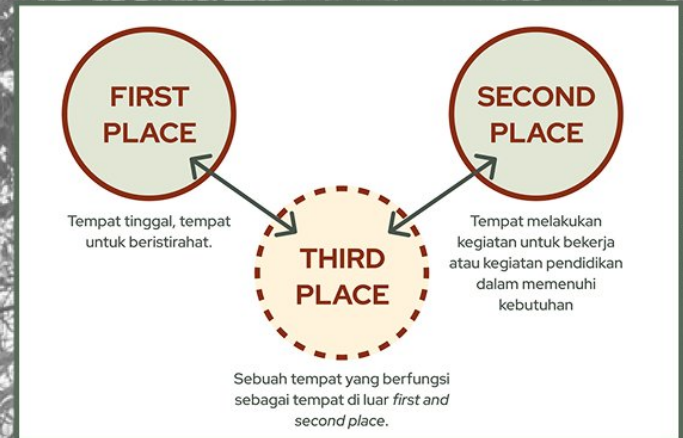 FIRST
PLACE
Tempat tinggal, tempat
untuk beristirahat.
SECOND
PLACE
Tempat melakukan
kegiatan untuk bekerja
atau kegiatan pendidikan
dalam memenuhi
kebutuhan
THIRD
PLACE
Sebuah tempat yang berfungsi
sebagai tempat di luar first and
second place.